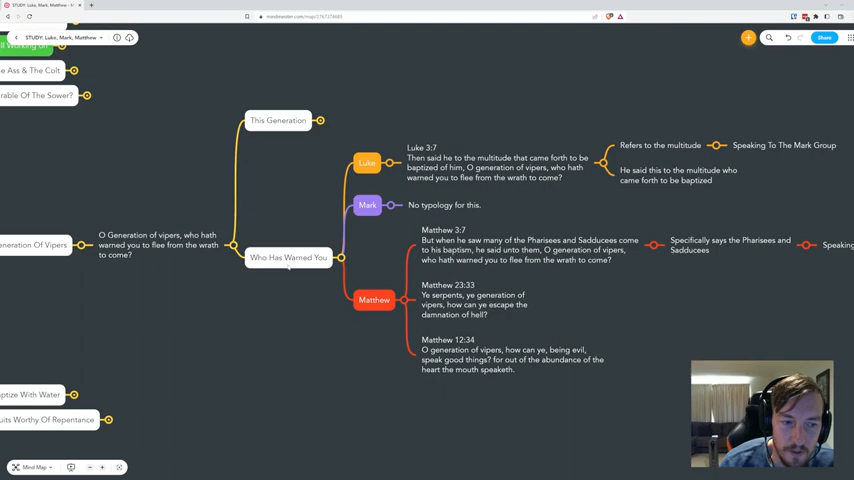 STUDY: Luke, Mark, Matthew - M
mindmeister.com/map/2767374685
STUDY: Luke, Mark, Matthew
Share
a Working on
e Ass & The Colt
rable Of The Sower?
This Generation
Luke
Luke 3:7
Then said he to the multitude that came forth to be
baptized of him, O generation of vipers, who hath
warned you to flee from the wrath to come?
Refers to the multitude
Speaking To The Mark Group
He said this to the multitude who
came forth to be baptized
Mark
No typology for this.
eneration Of Vipers
O Generation of vipers, who hath
warned you to flee from the wrath
to come?
Who Has Warned You
Matthew
Matthew 3:7
But when he saw many of the Pharisees and Sadducees come
to his baptism, he said unto them, O generation of vipers,
who hath warned you to flee from the wrath to come?
Specifically says the Pharisees and
Sadducees
Speaking
Matthew 23:33
Ye serpents, ye generation of
vipers, how can ye escape the
damnation of hell?
Matthew 12:34
O generation of vipers, how can ye, being evil,
speak good things? for out of the abundance of the
heart the mouth speaketh.
ptize With Water
uits Worthy Of Repentance
Mind Map